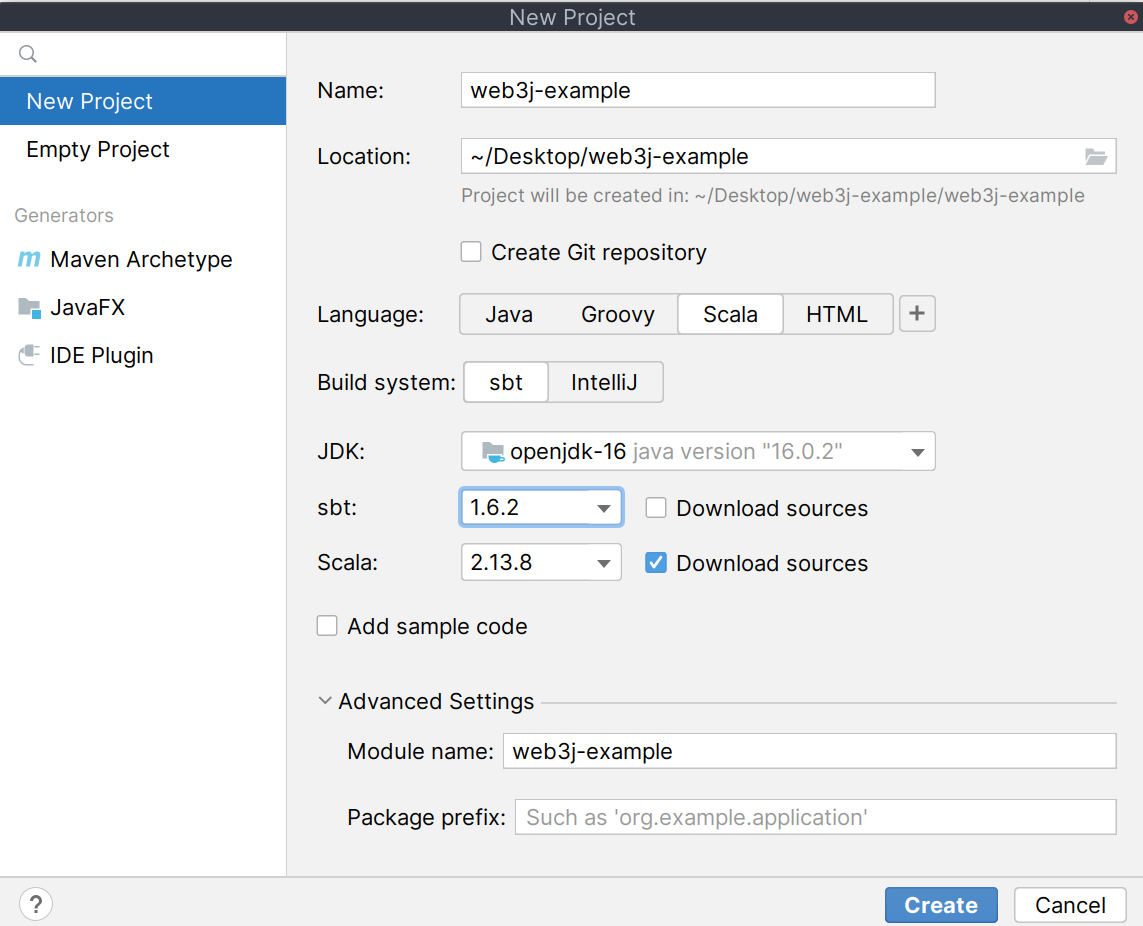 New Project
New Project
Empty Project
Generators
m Maven Archetype
JavaFX
IDE Plugin
Name: web3j-example
Location: ~/Desktop/web3j-example
Project will be created in: ~/Desktop/web3j-example/web3j-example
Create Git repository
Language: Java Groovy Scala HTML +
Build system: sbt IntelliJ
JDK: openjdk-16 java version "16.0.2"
sbt: 1.6.2 Download sources
Scala: 2.13.8 Download sources
Add sample code
Advanced Settings
Module name: web3j-example
Package prefix: Such as 'org.example.application'
? Create Cancel